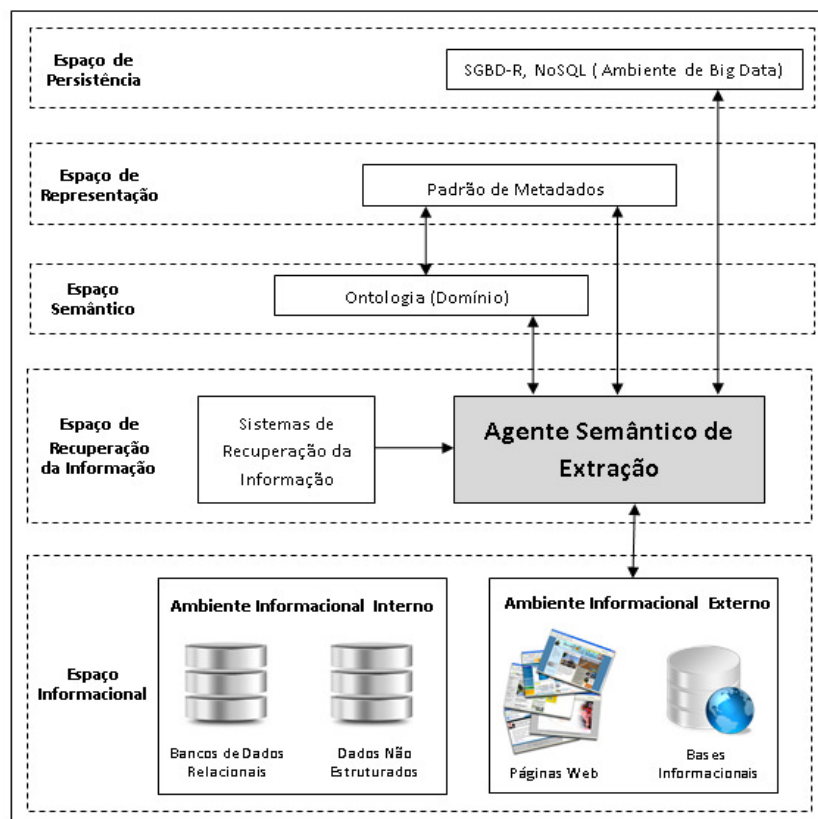 Espaço de
Persistência
SGBD-R, NoSQL ( Ambiente de Big Data)
Espaço de
Representação
Padrão de Metadados
Espaço
Semântico
Ontologia (Domínio)
Espaço de
Recuperação
da Informação
Sistemas de
Recuperação da
Informação
Agente Semântico de
Extração
Espaço
Informacional
Ambiente Informacional Interno
Bancos de Dados
Relacionais
Dados Não
Estruturados
Ambiente Informacional Externo
Páginas Web
Bases
Informacionais